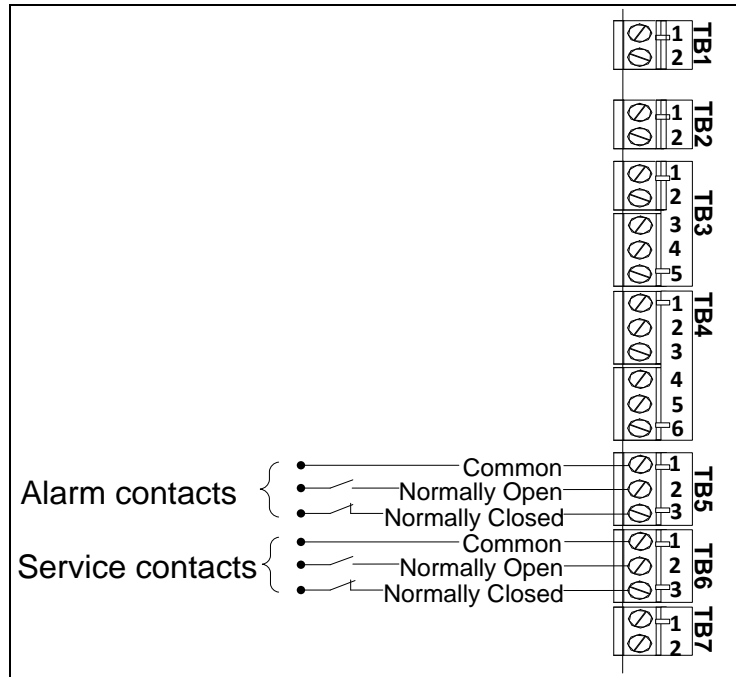 1
2
TB1
1
2
TB2
1
2
3
4
5
TB3
1
2
3
4
5
6
TB4
Alarm contacts
Common
Normally Open
Normally Closed
1
2
3
TB5
Service contacts
Common
Normally Open
Normally Closed
1
2
3
TB6
1
2
TB7